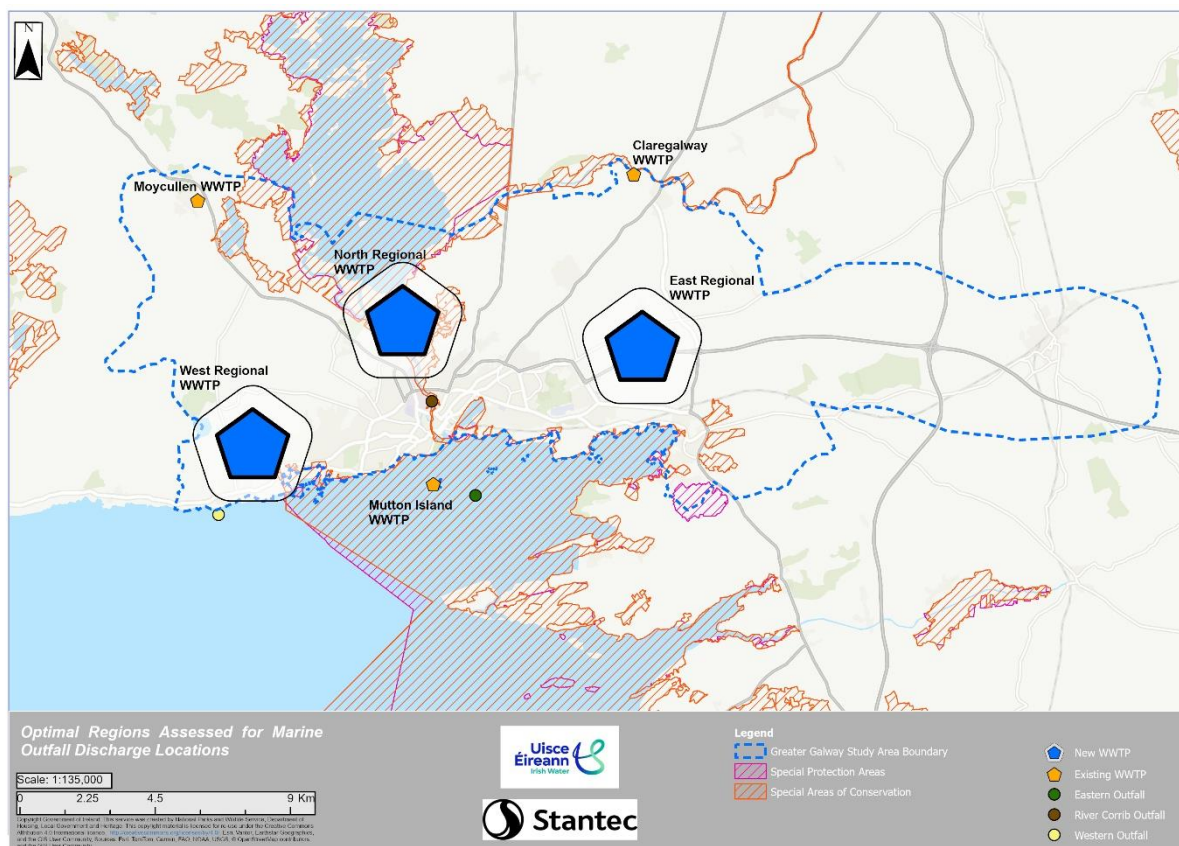 N
Claregalway
WWTP
Moycullen WWTP
North Regional
WWTP
East Regional
WWTP
West Regional
WWTP
Mutton Island
WWTP
Optimal Regions Assessed for Marine
Outfall Discharge Locations
Scale: 1:135,000
0 2.25 4.5 9 Km
Uisce
Éireann
Irish Water
Stantec
Legend
Greater Galway Study Area Boundary
Special Protection Areas
Special Areas of Conservation
New WWTP
Existing WWTP
Eastern Outfall
River Corrib Outfall
Western Outfall